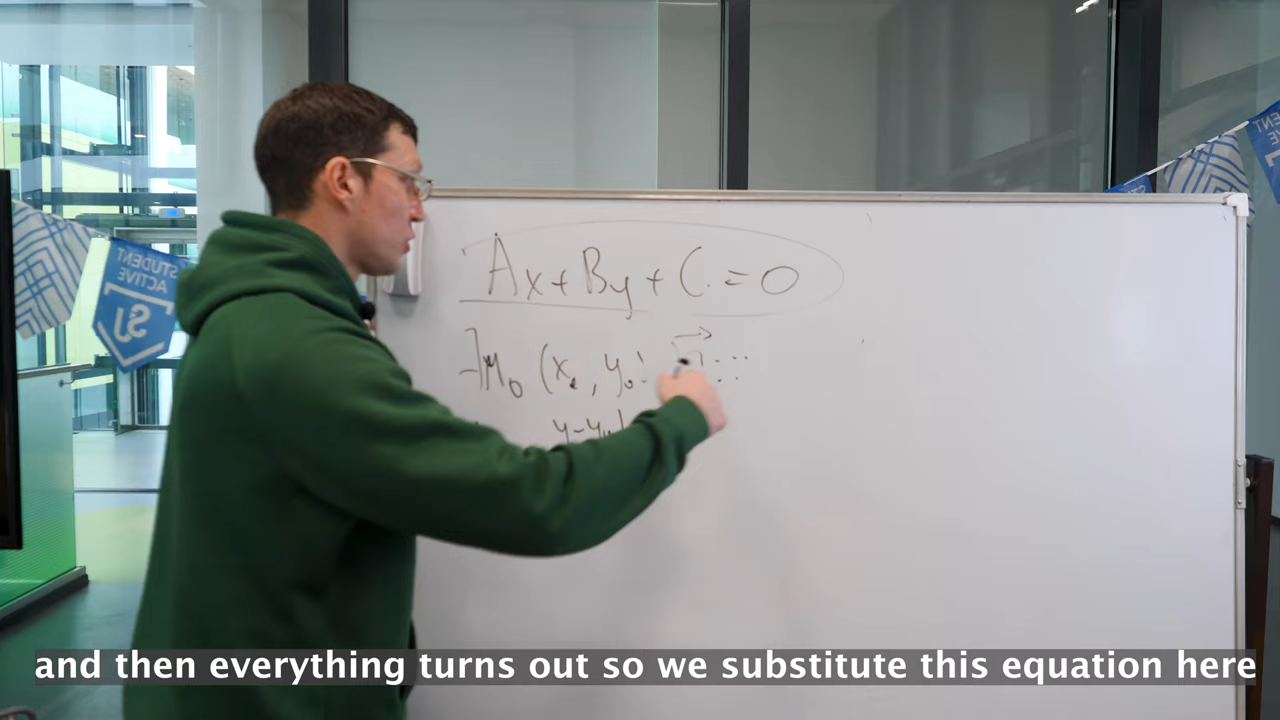 Ax + By + C = 0
M₀ (x₀, y₀)
y - y₀
STUDENT
ACTIVE
and then everything turns out so we substitute this equation here